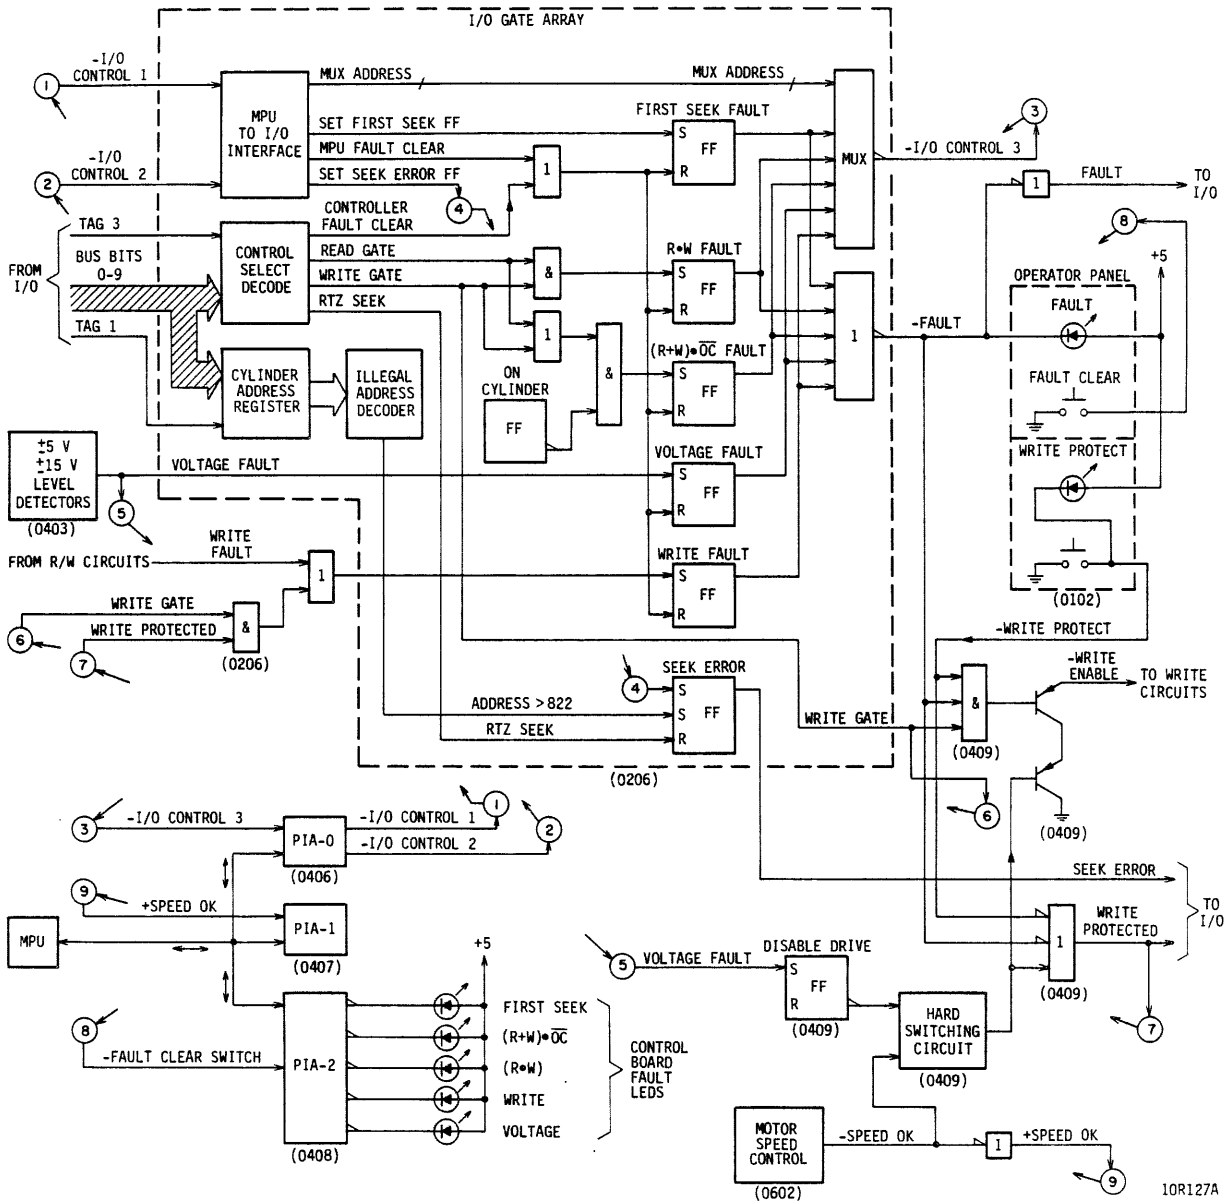 I/O GATE ARRAY
-I/O
CONTROL 1
1
MPU
TO I/O
INTERFACE
MUX ADDRESS
MUX ADDRESS
FIRST SEEK FAULT
S
FF
R
MUX
3
-I/O CONTROL 3
SET FIRST SEEK FF
MPU FAULT CLEAR
SET SEEK ERROR FF
-I/O
CONTROL 2
2
4
1
1
FAULT
TO
I/O
8
CONTROLLER
FAULT CLEAR
TAG 3
BUS BITS
0-9
FROM
I/O
TAG 1
CONTROL
SELECT
DECODE
READ GATE
WRITE GATE
RTZ SEEK
&
R•W FAULT
S
FF
R
+5
OPERATOR PANEL
FAULT
-FAULT
1
1
(R+W)•O̅C̅ FAULT
S
FF
R
ON
CYLINDER
FF
&
CYLINDER
ADDRESS
REGISTER
ILLEGAL
ADDRESS
DECODER
FAULT CLEAR
WRITE PROTECT
±5 V
±15 V
LEVEL
DETECTORS
(0403)
VOLTAGE FAULT
5
VOLTAGE FAULT
S
FF
R
FROM R/W CIRCUITS
WRITE
FAULT
1
WRITE FAULT
S
FF
R
(0102)
WRITE GATE
6
WRITE PROTECTED
7
&
(0206)
-WRITE PROTECT
-WRITE
ENABLE
TO WRITE
CIRCUITS
4
SEEK ERROR
S
S
FF
R
ADDRESS >822
RTZ SEEK
WRITE GATE
&
(0409)
(0206)
6
(0409)
3
-I/O CONTROL 3
PIA-0
(0406)
-I/O CONTROL 1
-I/O CONTROL 2
1
2
SEEK ERROR
9
+SPEED OK
PIA-1
(0407)
MPU
WRITE
PROTECTED
TO
I/O
1
(0409)
7
+5
5
VOLTAGE FAULT
DISABLE DRIVE
S
FF
R
(0409)
HARD
SWITCHING
CIRCUIT
(0409)
8
-FAULT CLEAR SWITCH
PIA-2
(0408)
FIRST SEEK
(R+W)•O̅C̅
(R•W)
WRITE
VOLTAGE
CONTROL
BOARD
FAULT
LEDS
MOTOR
SPEED
CONTROL
(0602)
-SPEED OK
1
+SPEED OK
9
10R127A